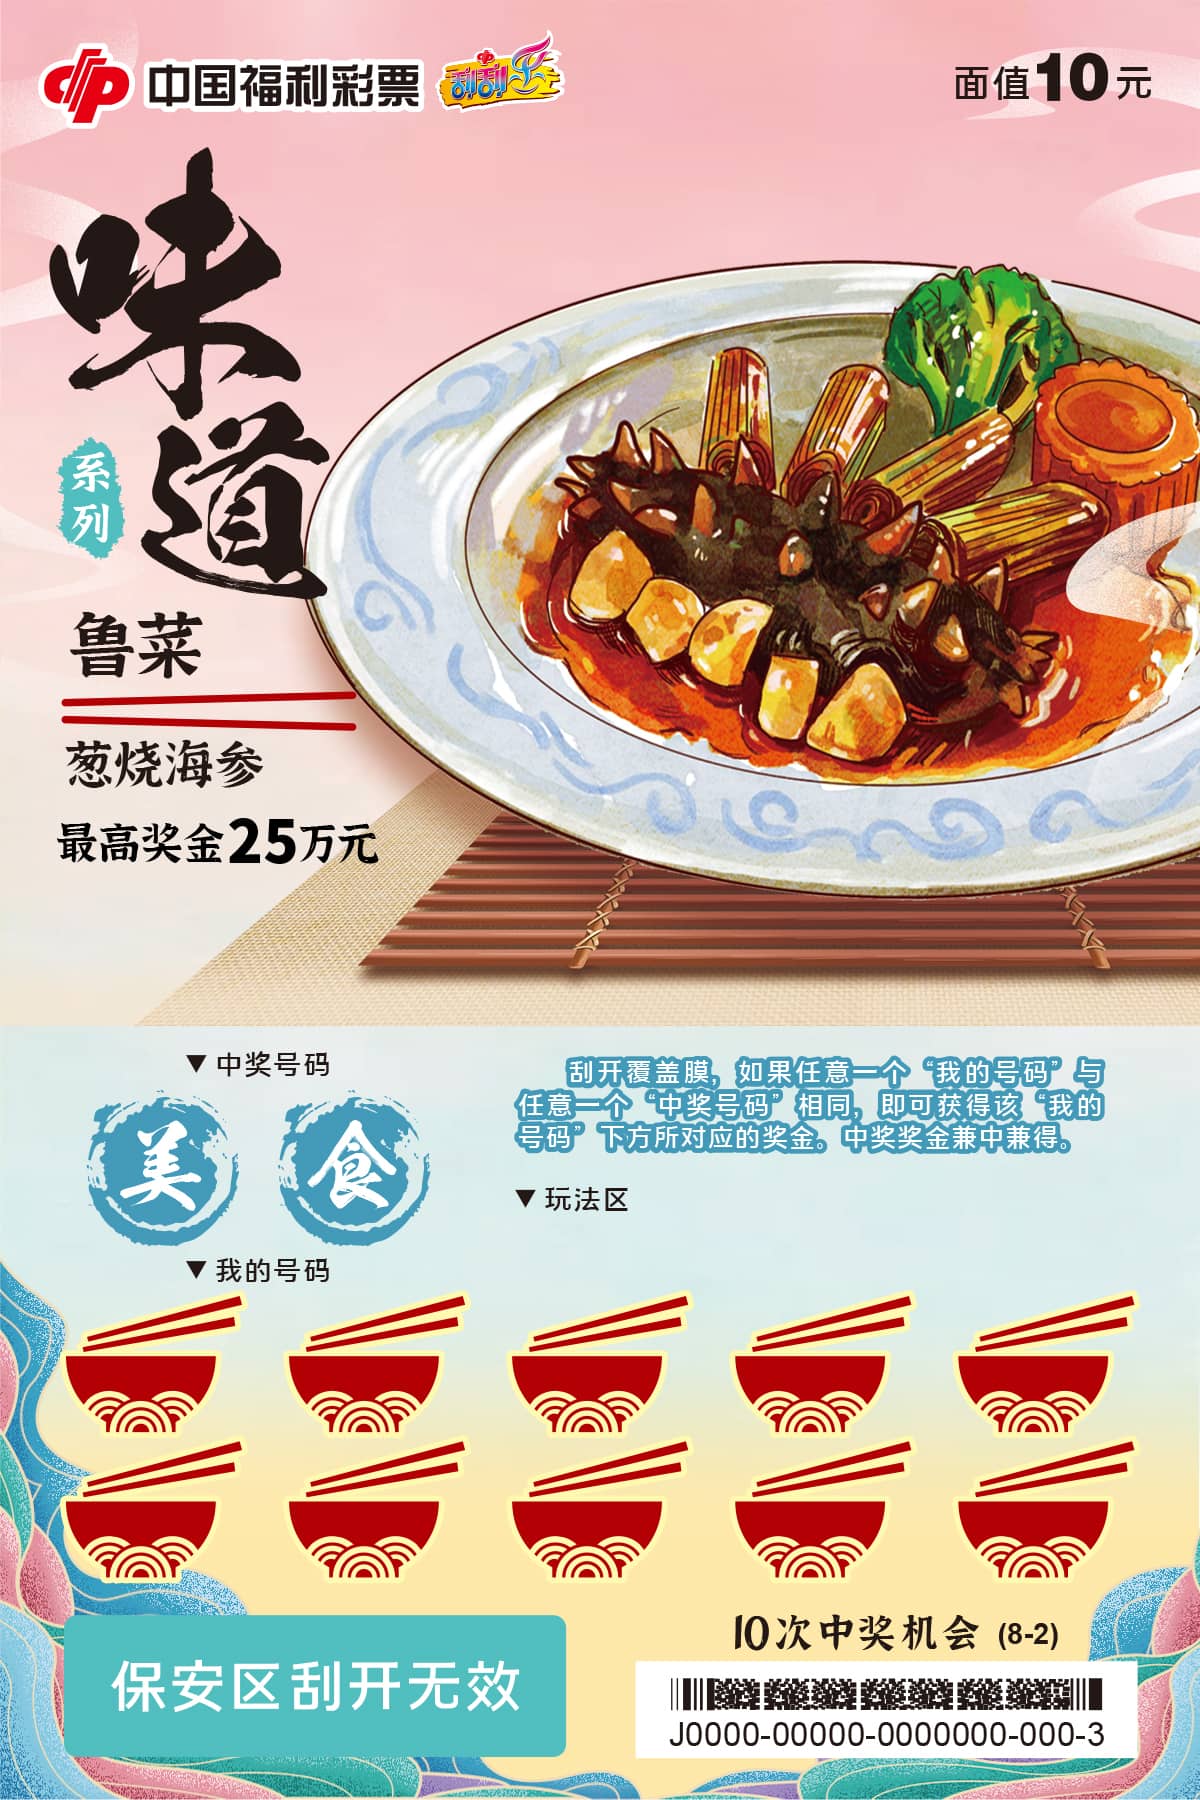 中国福利彩票 刮刮乐
面值10元
味道
系列
鲁菜
葱烧海参
最高奖金25万元
▼中奖号码
美 食
刮开覆盖膜，如果任意一个“我的号码”与
任意一个“中奖号码”相同，即可获得该“我的
号码”下方所对应的奖金。中奖奖金兼中兼得。
▼玩法区
▼我的号码
10次中奖机会 (8-2)
保安区刮开无效
J0000-00000-0000000-000-3